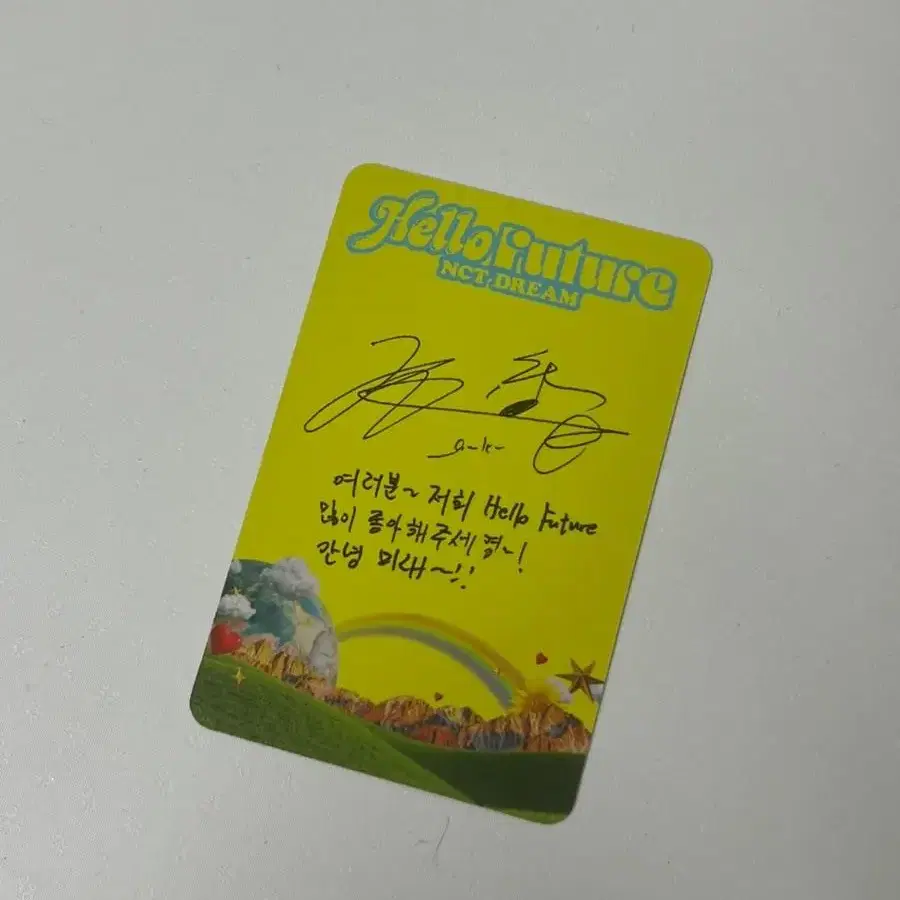 Hello Future
NCT DREAM
여러분~ 저희 Hello Future
많이 좋아해주세염~!
안녕 미래~!!